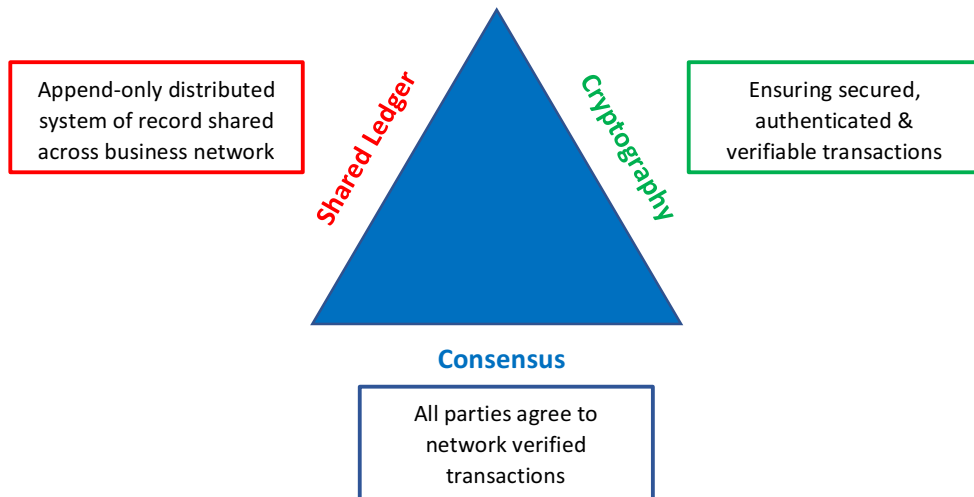 Append-only distributed
system of record shared
across business network
Shared Ledger
Cryptography
Ensuring secured,
authenticated &
verifiable transactions
Consensus
All parties agree to
network verified
transactions